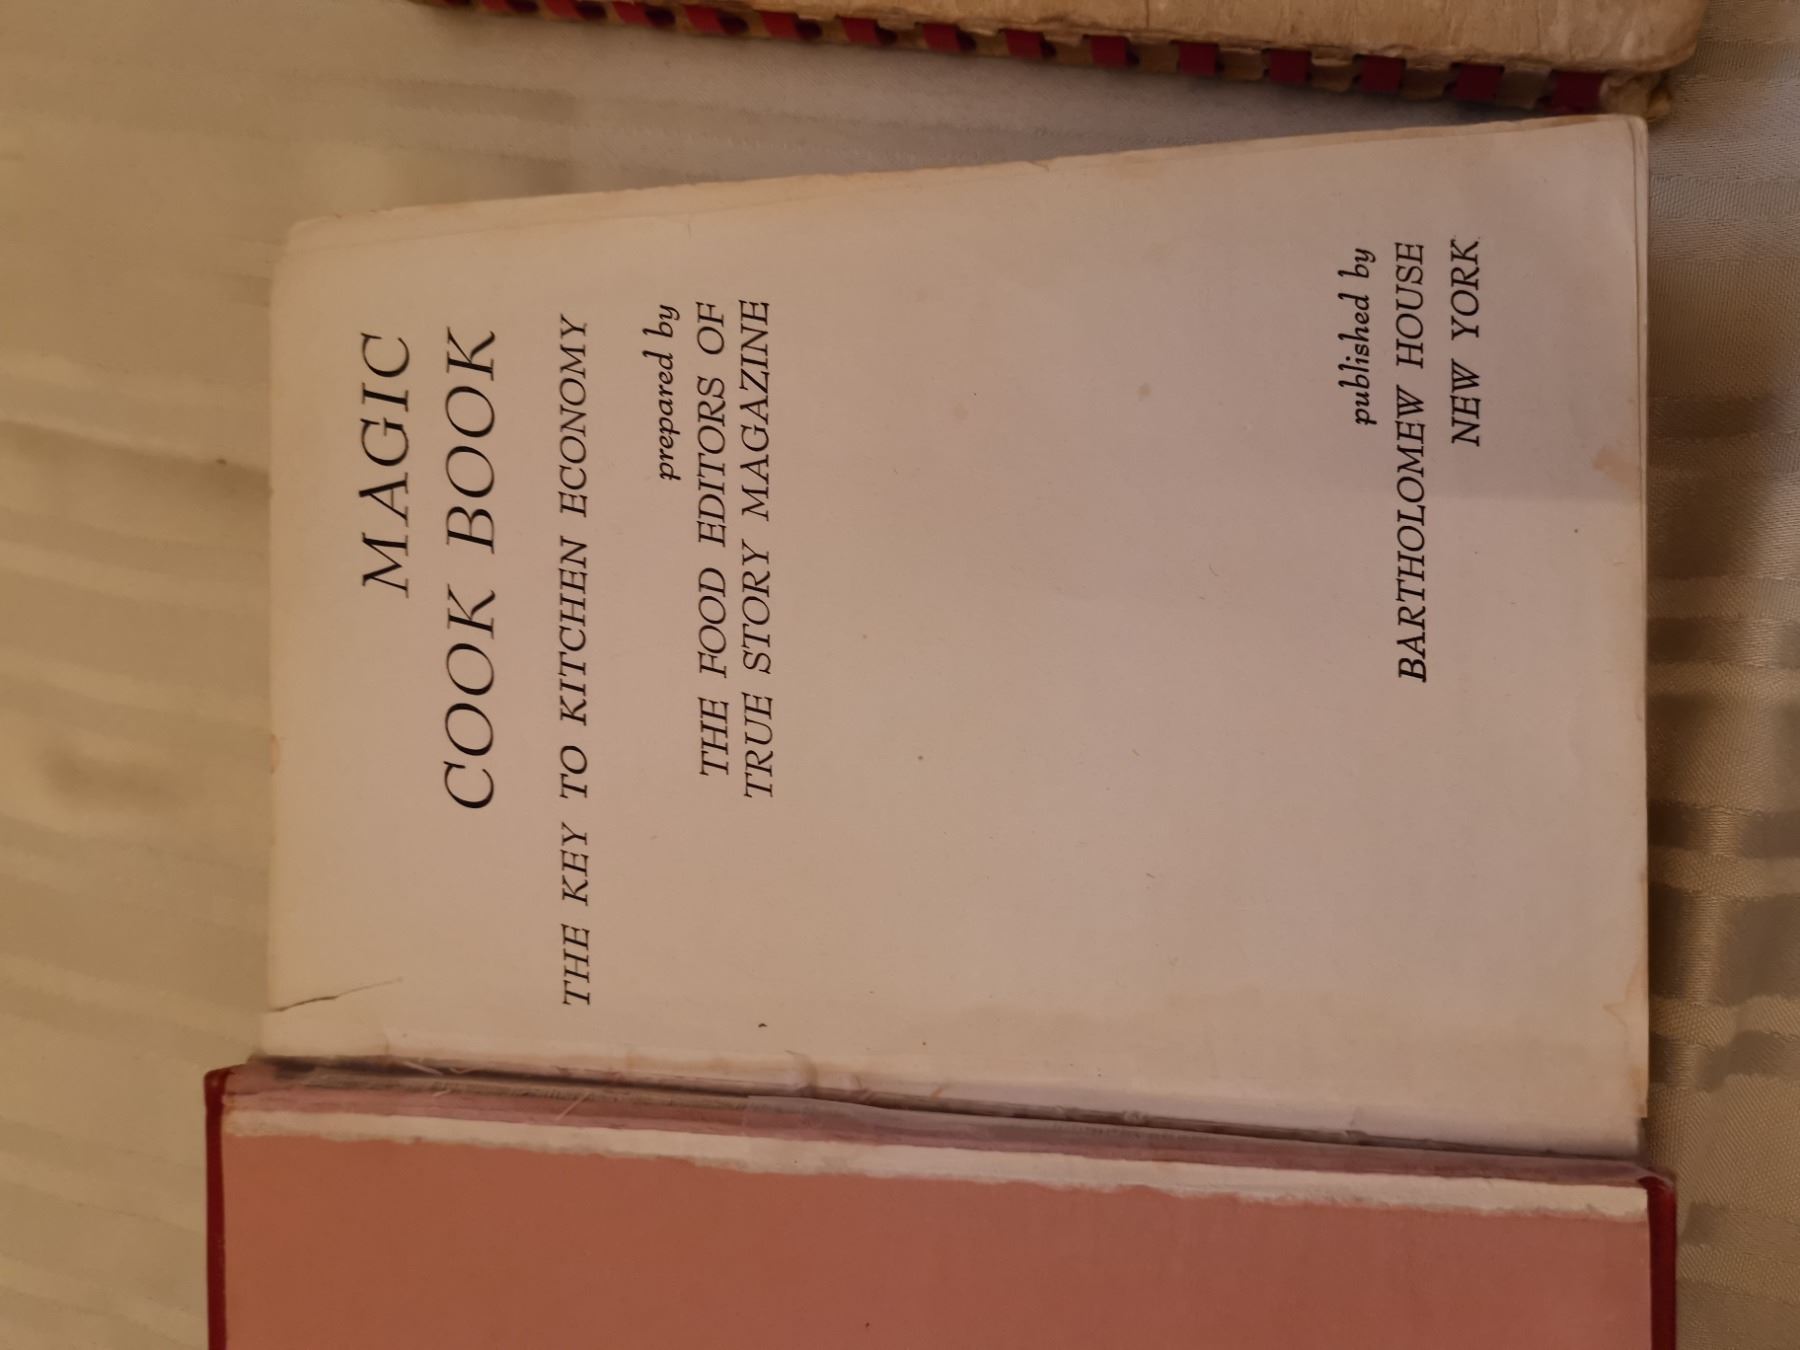 MAGIC
COOK BOOK
THE KEY TO KITCHEN ECONOMY
prepared by
THE FOOD EDITORS OF
TRUE STORY MAGAZINE
published by
BARTHOLOMEW HOUSE
NEW YORK